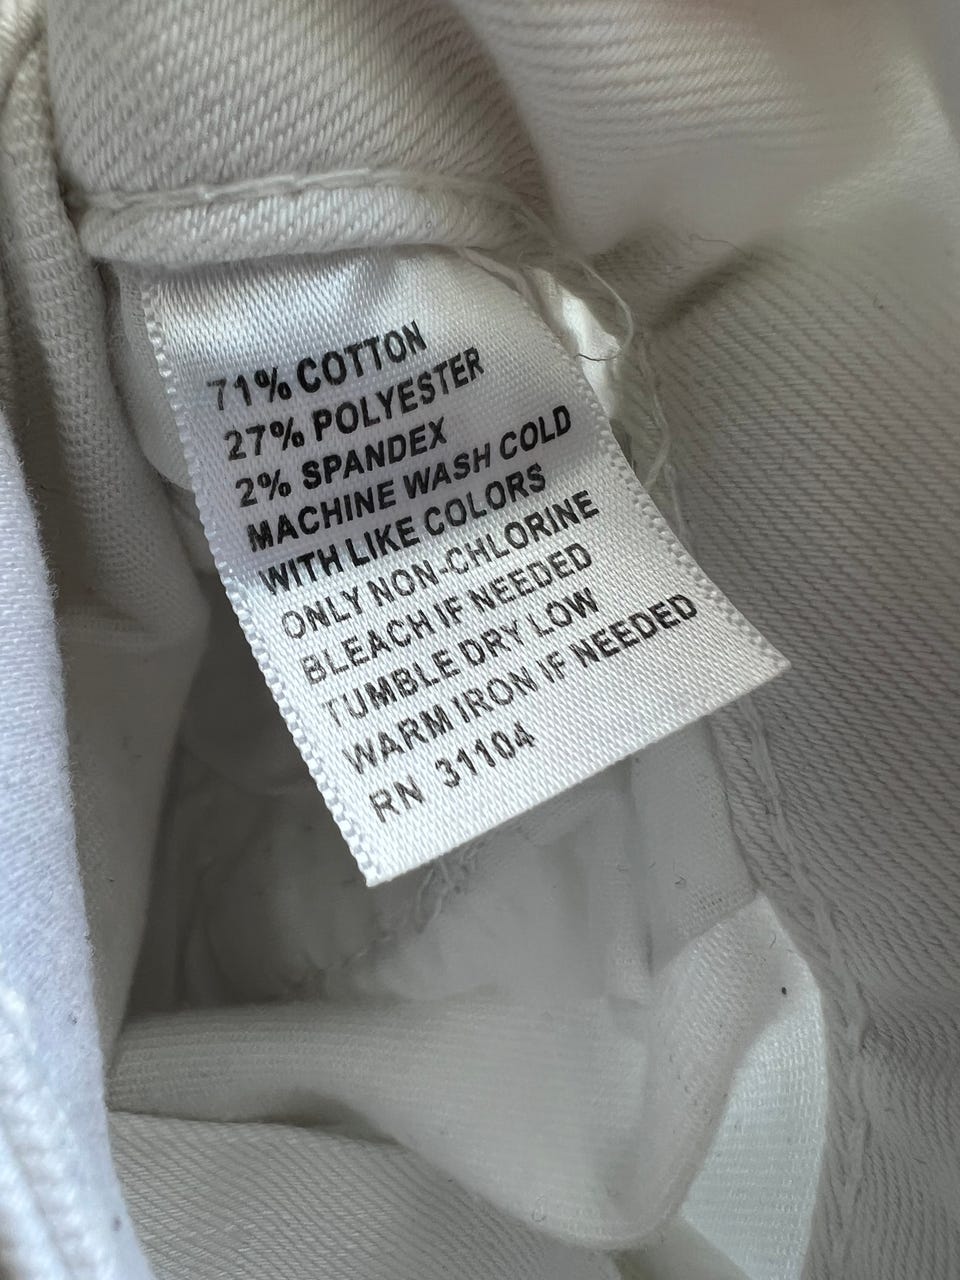 71% COTTON
27% POLYESTER
2% SPANDEX
MACHINE WASH COLD
WITH LIKE COLORS
ONLY NON-CHLORINE
BLEACH IF NEEDED
TUMBLE DRY LOW
WARM IRON IF NEEDED
RN 31104